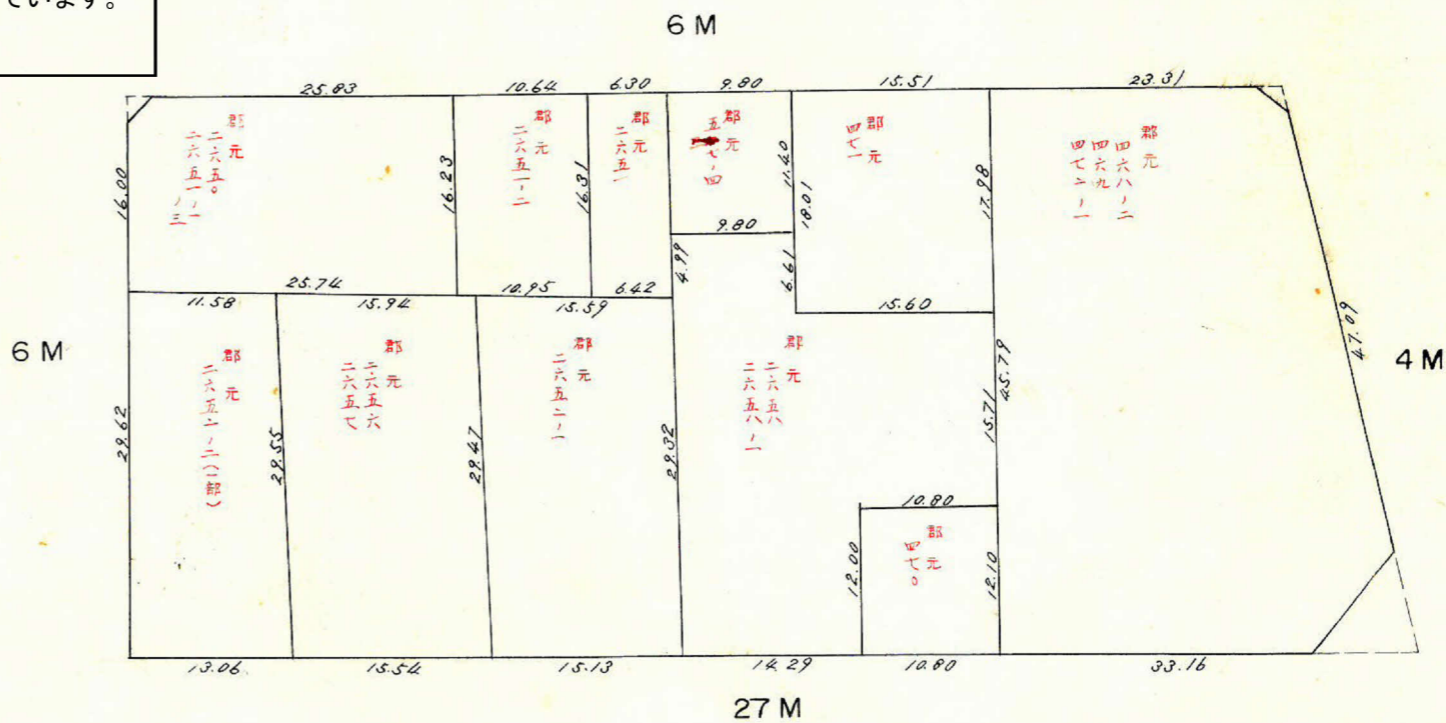 ています。
6 M
25.83
10.64
6.30
9.80
15.51
23.31
郡元
二六五〇
二六五一ノ一
ノ三
郡元
二六五一ノ二
郡元
二六五一
郡元
郡元
四七一
郡元
四六八ノ二
四六九
四七二ノ一
16.00
16.23
16.31
11.40
18.01
17.98
9.80
4.99
6.61
25.74
10.95
6.42
15.60
11.58
15.94
15.59
6 M
47.09
4 M
郡元
二六五二ノ二(一部)
郡元
二六五六
二六五七
郡元
二六五二ノ一
郡元
二六五八
二六五八ノ一
29.62
29.55
29.47
29.32
15.71
45.79
10.80
郡元
四七〇
12.00
12.10
13.06
15.54
15.13
14.29
10.80
33.16
27 M